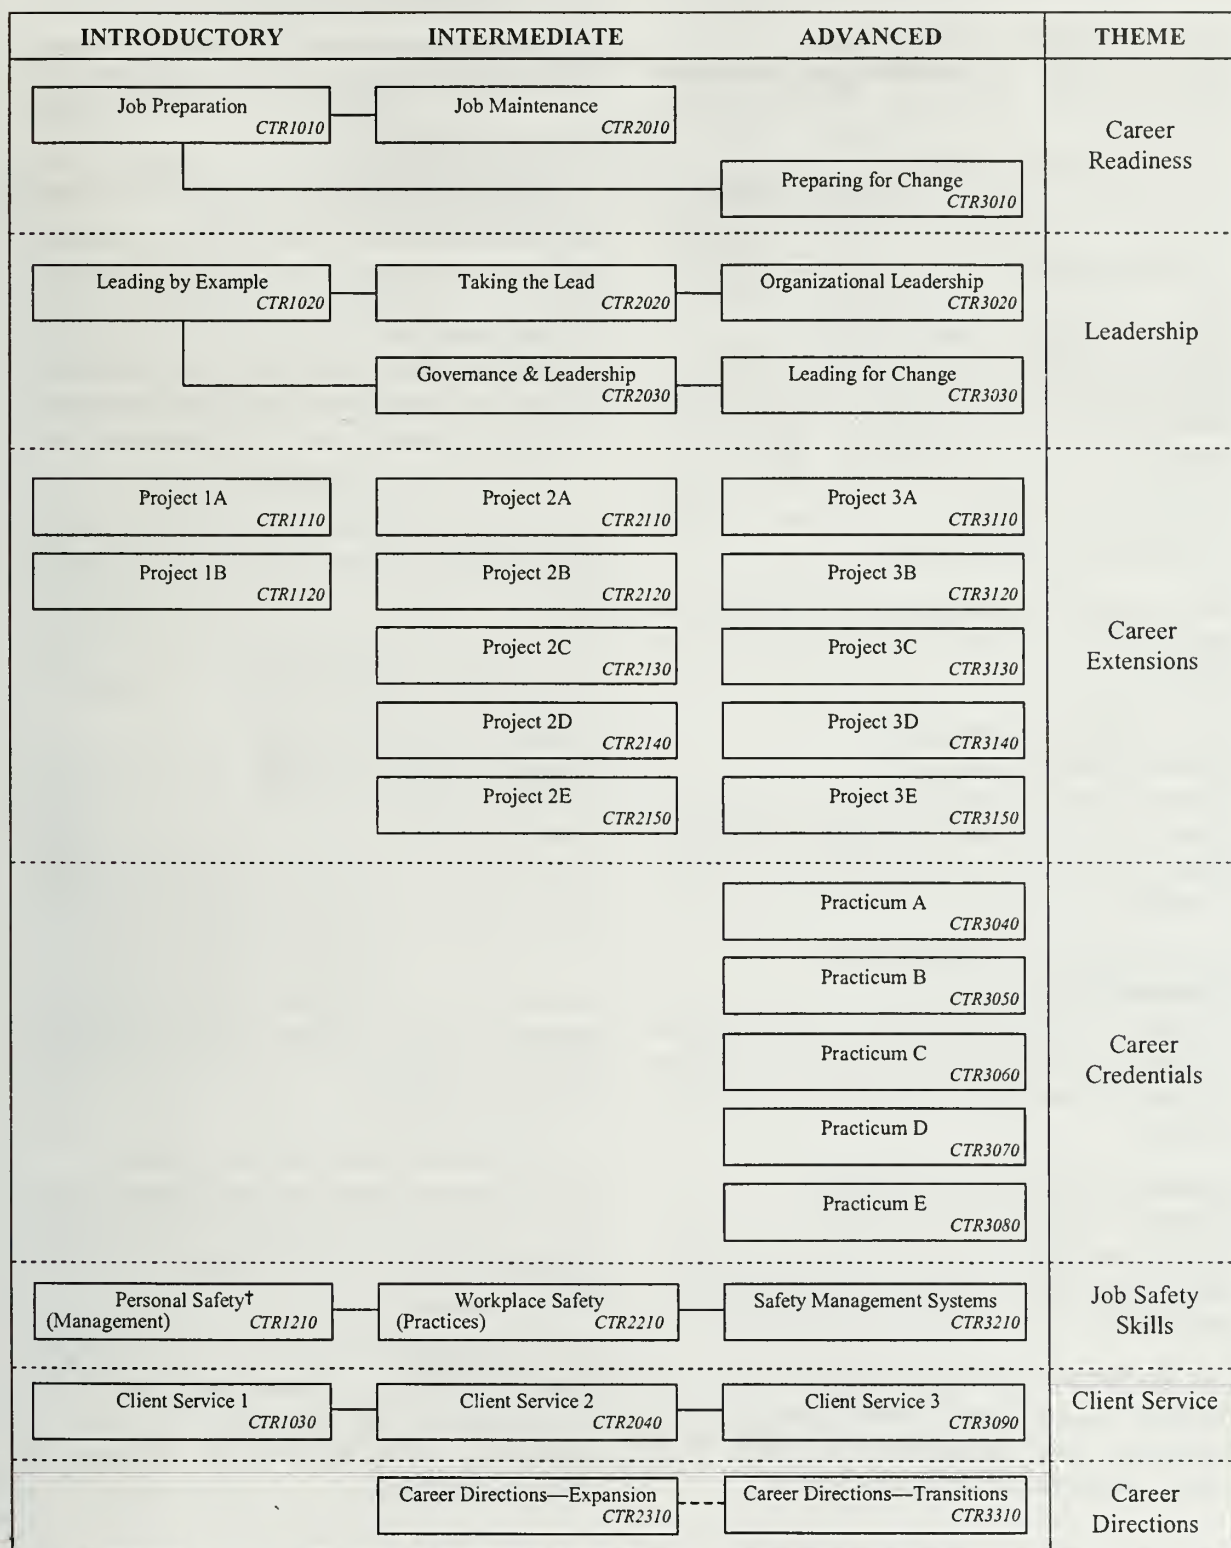 INTRODUCTORY INTERMEDIATE ADVANCED THEME
Job Preparation
CTR1010
Job Maintenance
CTR2010
Preparing for Change
CTR3010
Career
Readiness
Leading by Example
CTR1020
Taking the Lead
CTR2020
Organizational Leadership
CTR3020
Governance & Leadership
CTR2030
Leading for Change
CTR3030
Leadership
Project 1A
CTR1110
Project 2A
CTR2110
Project 3A
CTR3110
Project 1B
CTR1120
Project 2B
CTR2120
Project 3B
CTR3120
Project 2C
CTR2130
Project 3C
CTR3130
Project 2D
CTR2140
Project 3D
CTR3140
Project 2E
CTR2150
Project 3E
CTR3150
Career
Extensions
Practicum A
CTR3040
Practicum B
CTR3050
Practicum C
CTR3060
Practicum D
CTR3070
Practicum E
CTR3080
Career
Credentials
Personal Safety†
(Management) CTR1210
Workplace Safety
(Practices) CTR2210
Safety Management Systems
CTR3210
Job Safety
Skills
Client Service 1
CTR1030
Client Service 2
CTR2040
Client Service 3
CTR3090
Client Service
Career Directions—Expansion
CTR2310
Career Directions—Transitions
CTR3310
Career
Directions